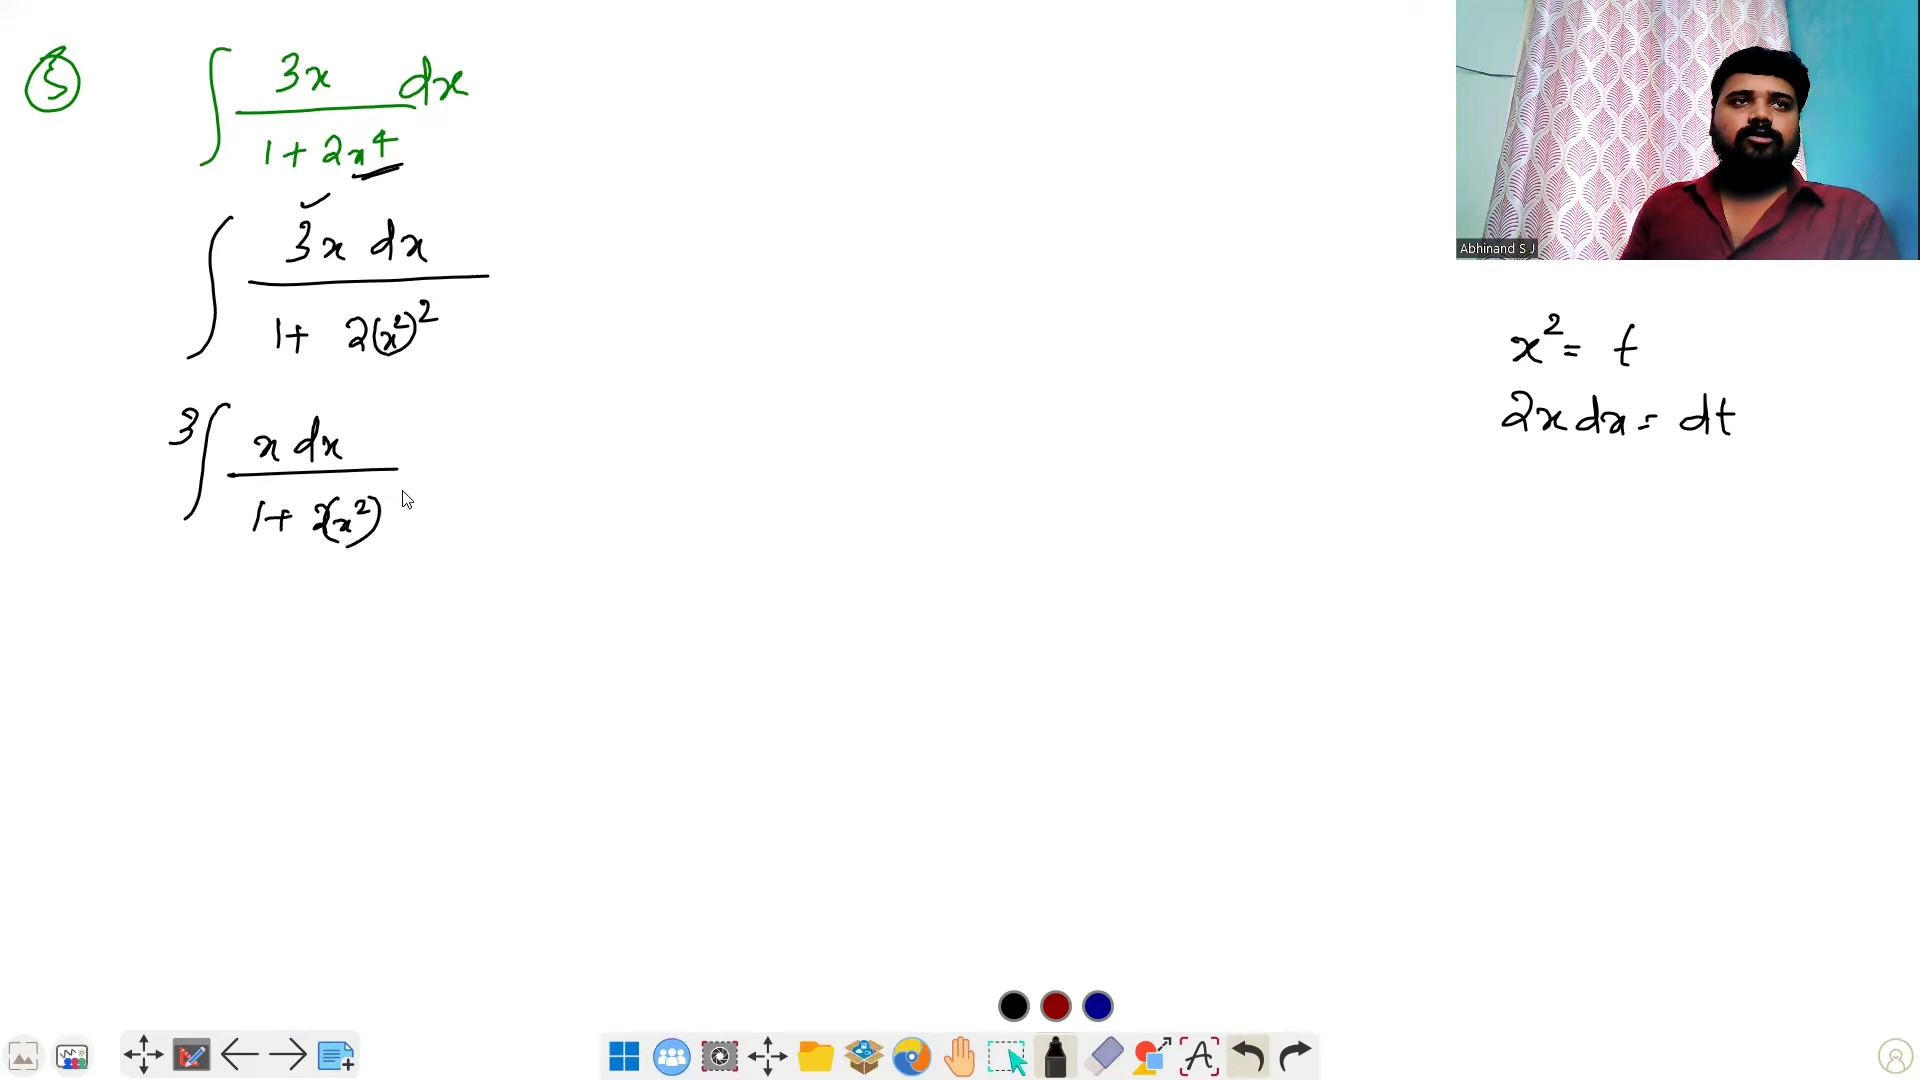 ⑤ ∫ 3x / (1 + 2x⁴) dx
∫ 3x dx / (1 + 2(x²)²)
3∫ x dx / (1 + 2(x²))
Abhinand S J
x² = t
2x dx = dt